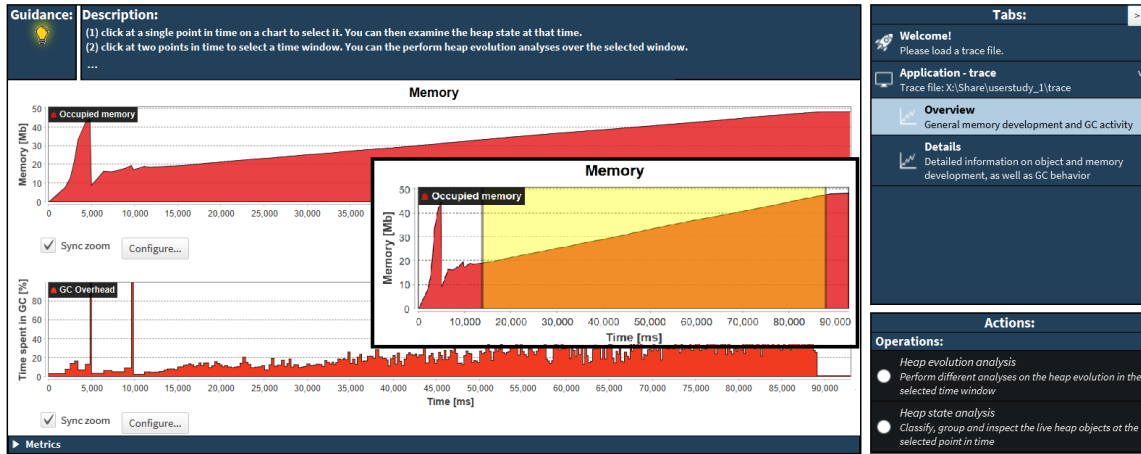 Guidance:
Description:
(1) click at a single point in time on a chart to select it. You can then examine the heap state at that time.
(2) click at two points in time to select a time window. You can the perform heap evolution analyses over the selected window.
...
Memory
Occupied memory
Memory [Mb]
50
40
30
20
10
0
0 5,000 10,000 15,000 20,000 25,000 30,000 35,000
Sync zoom
Configure...
Memory
Occupied memory
Memory [Mb]
50
40
30
20
10
0
0 10,000 20,000 30,000 40,000 50,000 60,000 70,000 80,000 90,000
Time [ms]
GC Overhead
Time spent in GC [%]
80
60
40
20
0
0 5,000 10,000 15,000 20,000 25,000 30,000 35,000 40,000 45,000 50,000 55,000 60,000 65,000 70,000 75,000 80,000 85,000 90,000
Time [ms]
Sync zoom
Configure...
Metrics
Tabs:
>
Welcome!
Please load a trace file.
Application - trace
Trace file: X:\Share\userstudy_1\trace
Overview
General memory development and GC activity
Details
Detailed information on object and memory
development, as well as GC behavior
Actions:
Operations:
Heap evolution analysis
Perform different analyses on the heap evolution in the
selected time window
Heap state analysis
Classify, group and inspect the live heap objects at the
selected point in time